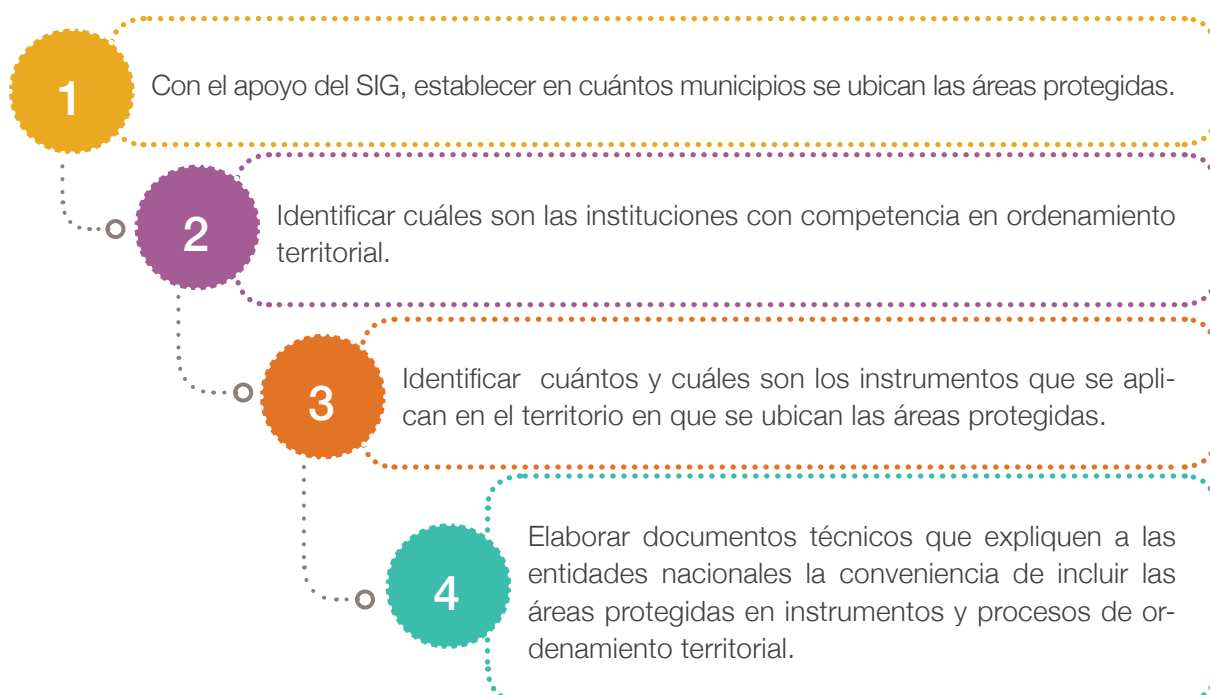 1
Con el apoyo del SIG, establecer en cuántos municipios se ubican las áreas protegidas.
2
Identificar cuáles son las instituciones con competencia en ordenamiento
territorial.
3
Identificar cuántos y cuáles son los instrumentos que se apli-
can en el territorio en que se ubican las áreas protegidas.
4
Elaborar documentos técnicos que expliquen a las
entidades nacionales la conveniencia de incluir las
áreas protegidas en instrumentos y procesos de or-
denamiento territorial.